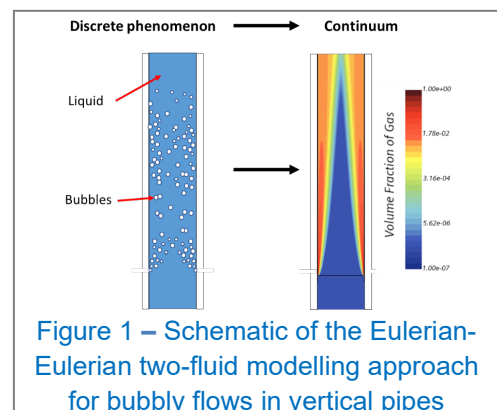 Discrete phenomenon
Continuum
Liquid
Bubbles
Volume Fraction of Gas
1.00e+00
1.78e-02
3.16e-04
5.62e-06
1.00e-07
Figure 1 – Schematic of the Eulerian-
Eulerian two-fluid modelling approach
for bubbly flows in vertical pipes